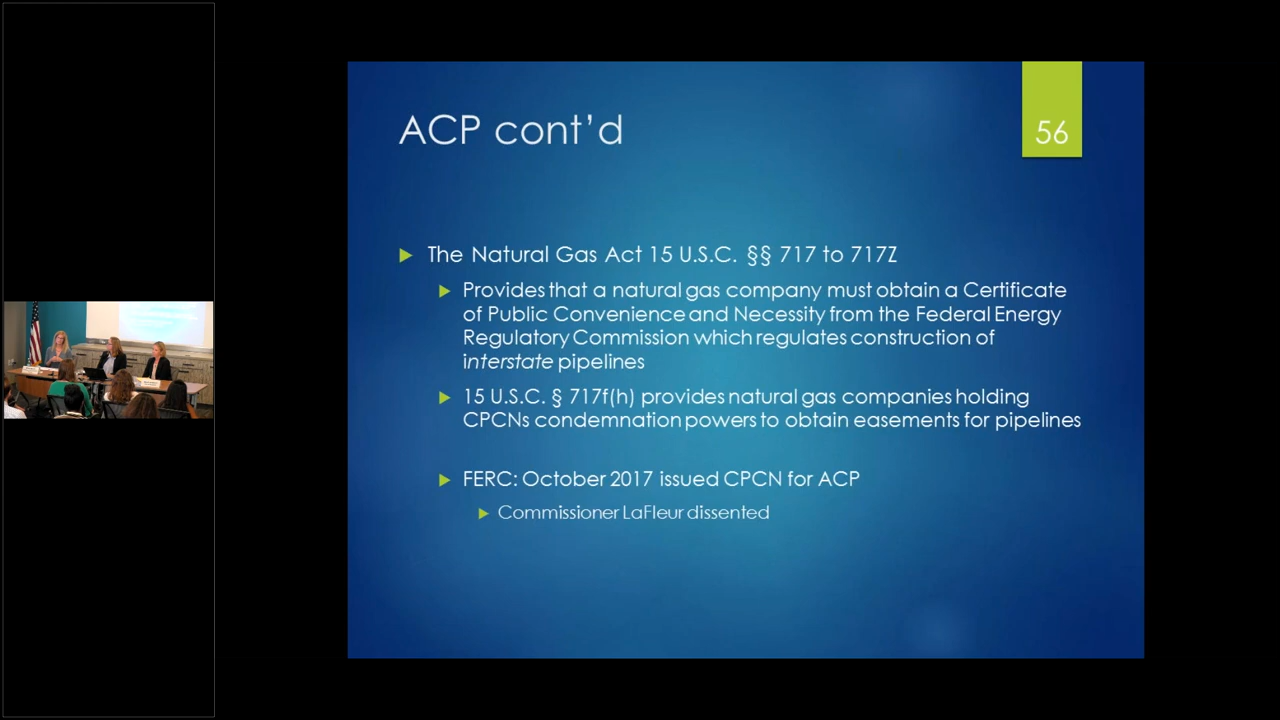 ACP cont’d
56
The Natural Gas Act 15 U.S.C. §§ 717 to 717Z
Provides that a natural gas company must obtain a Certificate
of Public Convenience and Necessity from the Federal Energy
Regulatory Commission which regulates construction of
interstate pipelines
15 U.S.C. § 717f(h) provides natural gas companies holding
CPCNs condemnation powers to obtain easements for pipelines
FERC: October 2017 issued CPCN for ACP
Commissioner LaFleur dissented